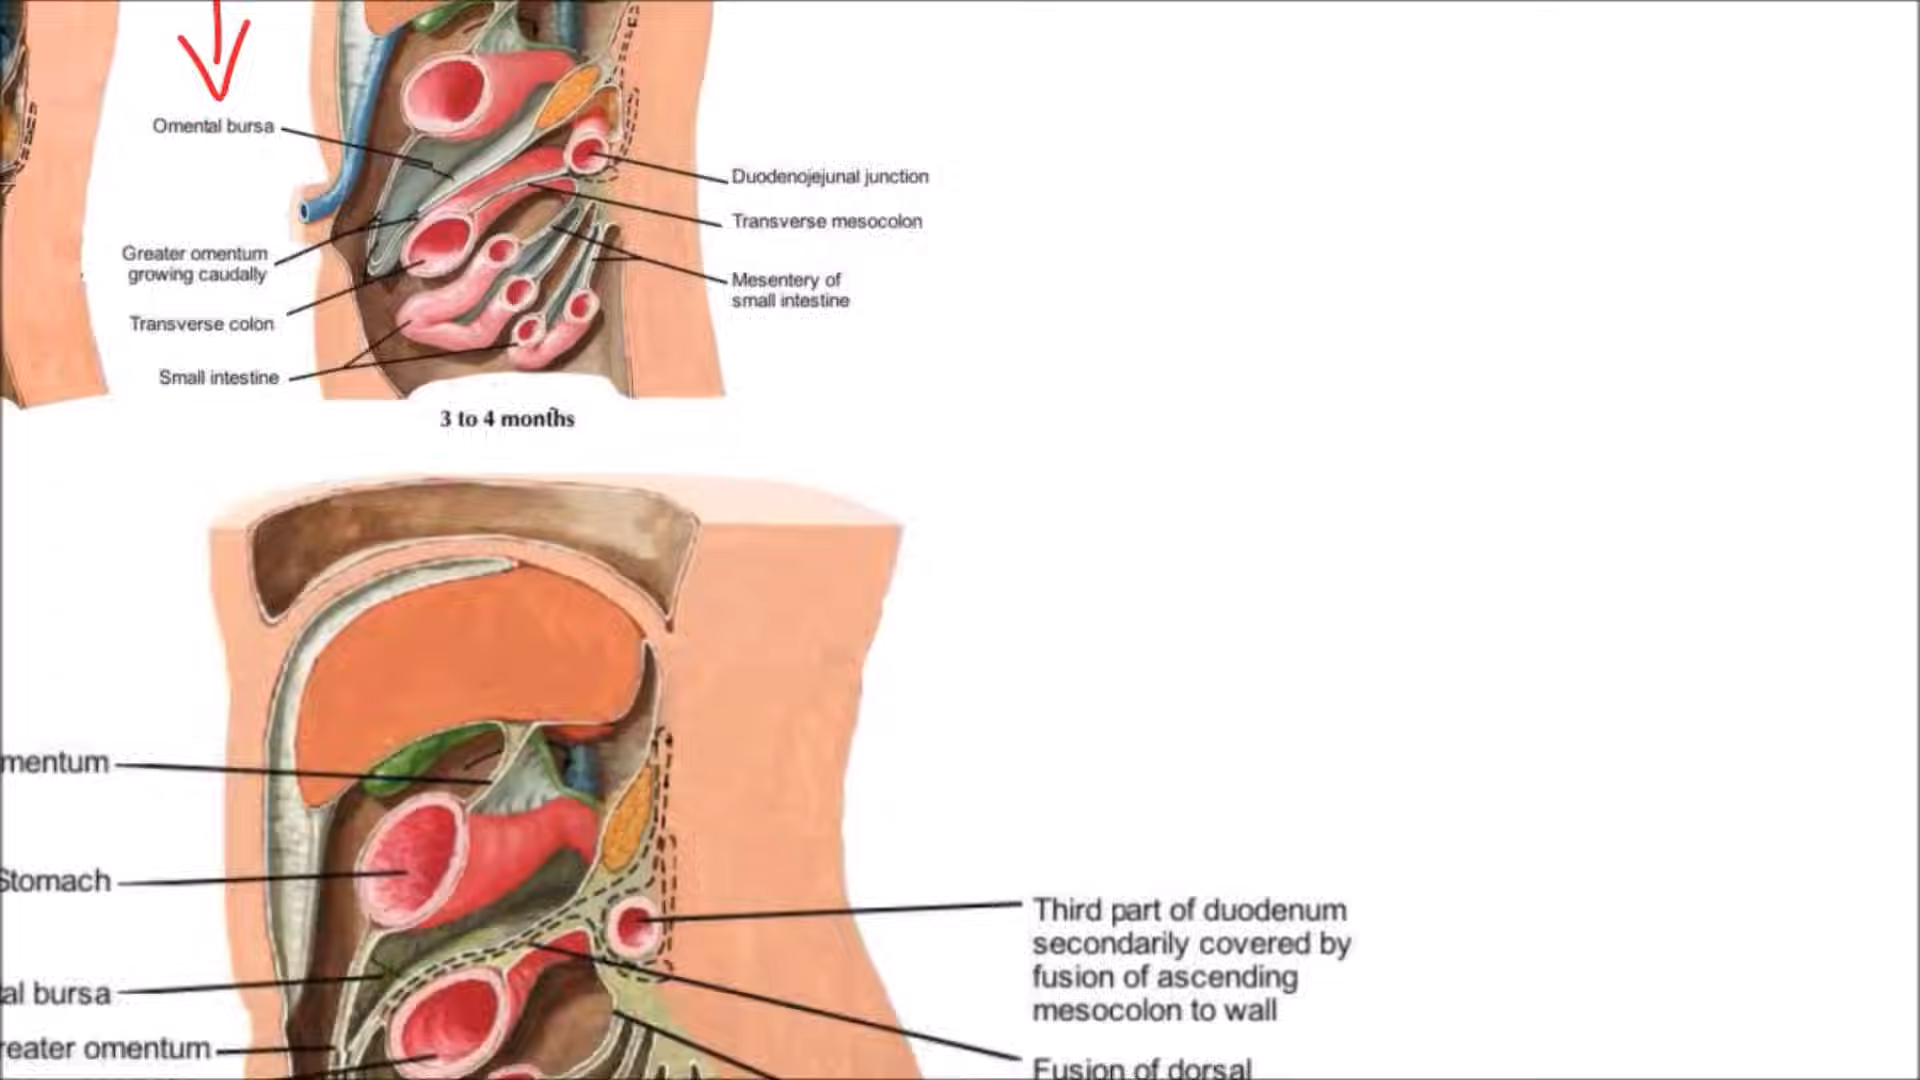 Omental bursa
Duodenojejunal junction
Transverse mesocolon
Greater omentum
growing caudally
Mesentery of
small intestine
Transverse colon
Small intestine
3 to 4 months
mentum
Stomach
Third part of duodenum
secondarily covered by
fusion of ascending
mesocolon to wall
al bursa
reater omentum
Fusion of dorsal